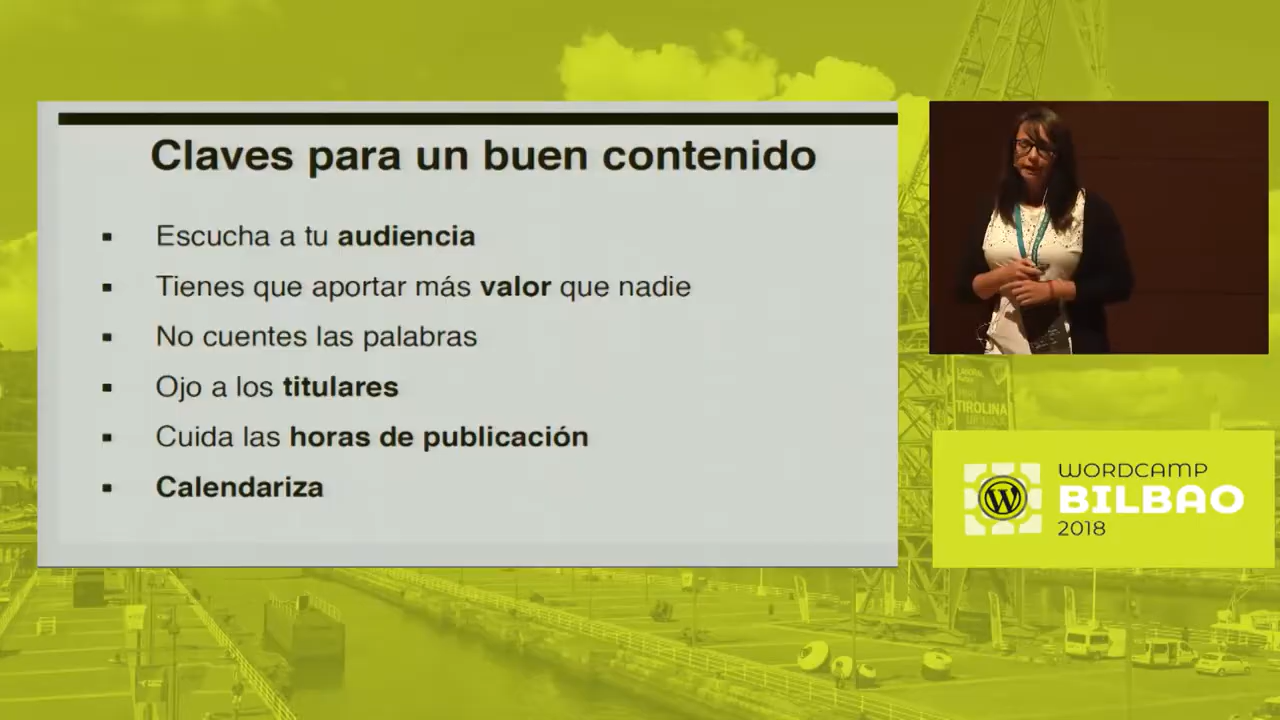 Claves para un buen contenido
Escucha a tu audiencia
Tienes que aportar más valor que nadie
No cuentes las palabras
Ojo a los titulares
Cuida las horas de publicación
Calendariza
TIROLINA
WORDCAMP
BILBAO
2018